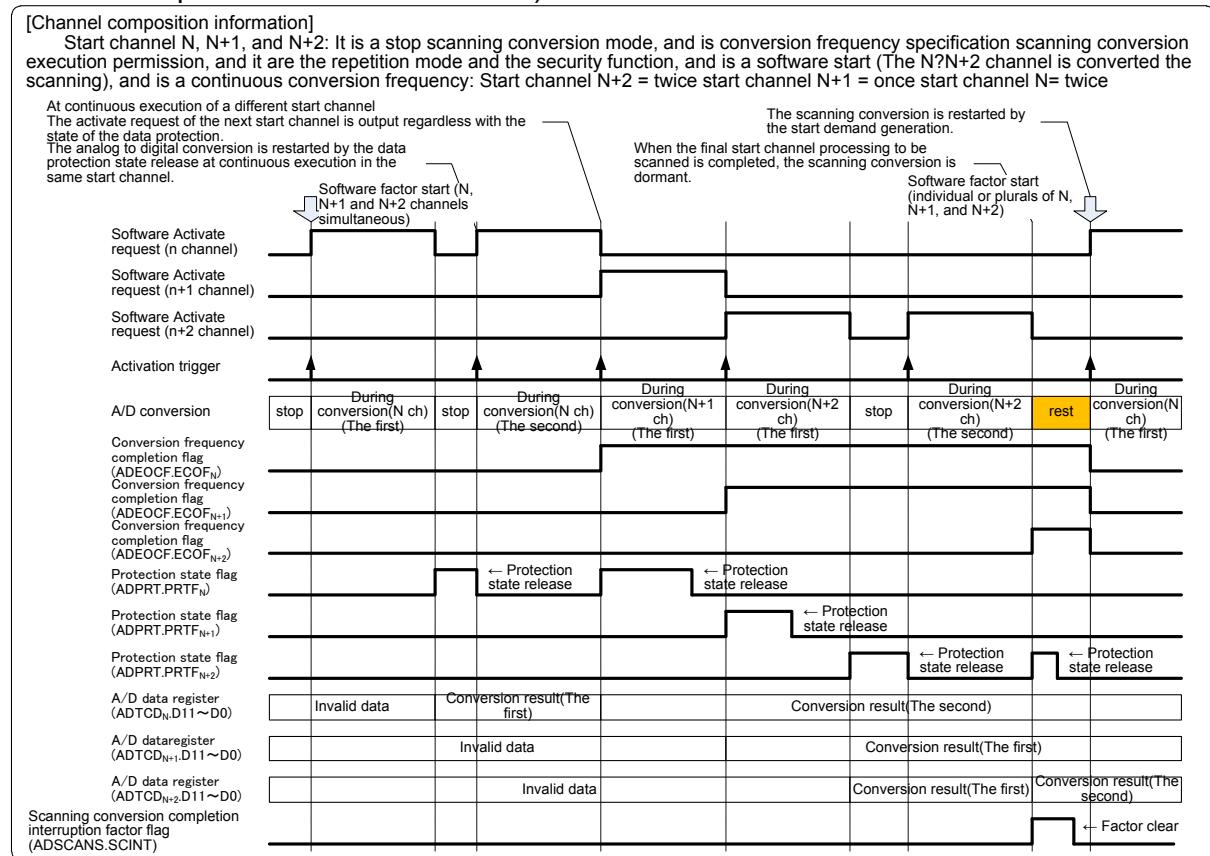 [Channel composition information]
Start channel N, N+1, and N+2: It is a stop scanning conversion mode, and is conversion frequency specification scanning conversion
execution permission, and it are the repetition mode and the security function, and is a software start (The N?N+2 channel is converted the
scanning), and is a continuous conversion frequency: Start channel N+2 = twice start channel N+1 = once start channel N= twice
At continuous execution of a different start channel
The activate request of the next start channel is output regardless with the
state of the data protection.
The analog to digital conversion is restarted by the data
protection state release at continuous execution in the
same start channel.
The scanning conversion is restarted by
the start demand generation.
When the final start channel processing to be
scanned is completed, the scanning conversion is
dormant.
Software factor start (N,
N+1 and N+2 channels
simultaneous)
Software factor start
(individual or plurals of N,
N+1, and N+2)
Software Activate
request (n channel)
Software Activate
request (n+1 channel)
Software Activate
request (n+2 channel)
Activation trigger
A/D conversion
stop
During
conversion(N ch)
(The first)
stop
During
conversion(N ch)
(The second)
During
conversion(N+1
ch)
(The first)
During
conversion(N+2
ch)
(The first)
stop
During
conversion(N+2
ch)
(The second)
rest
During
conversion(N
ch)
(The first)
Conversion frequency
completion flag
(ADEOCF.ECOFN)
Conversion frequency
completion flag
(ADEOCF.ECOFN+1)
Conversion frequency
completion flag
(ADEOCF.ECOFN+2)
Protection state flag
(ADPRT.PRTFN)
← Protection
state release
← Protection
state release
Protection state flag
(ADPRT.PRTFN+1)
← Protection
state release
Protection state flag
(ADPRT.PRTFN+2)
← Protection
state release
← Protection
state release
A/D data register
(ADTCDN.D11～D0)
Invalid data
Conversion result(The
first)
Conversion result(The second)
A/D dataregister
(ADTCDN+1.D11～D0)
Invalid data
Conversion result(The first)
A/D data register
(ADTCDN+2.D11～D0)
Invalid data
Conversion result(The first)
Conversion result(The
second)
Scanning conversion completion
interruption factor flag
(ADSCANS.SCINT)
← Factor clear